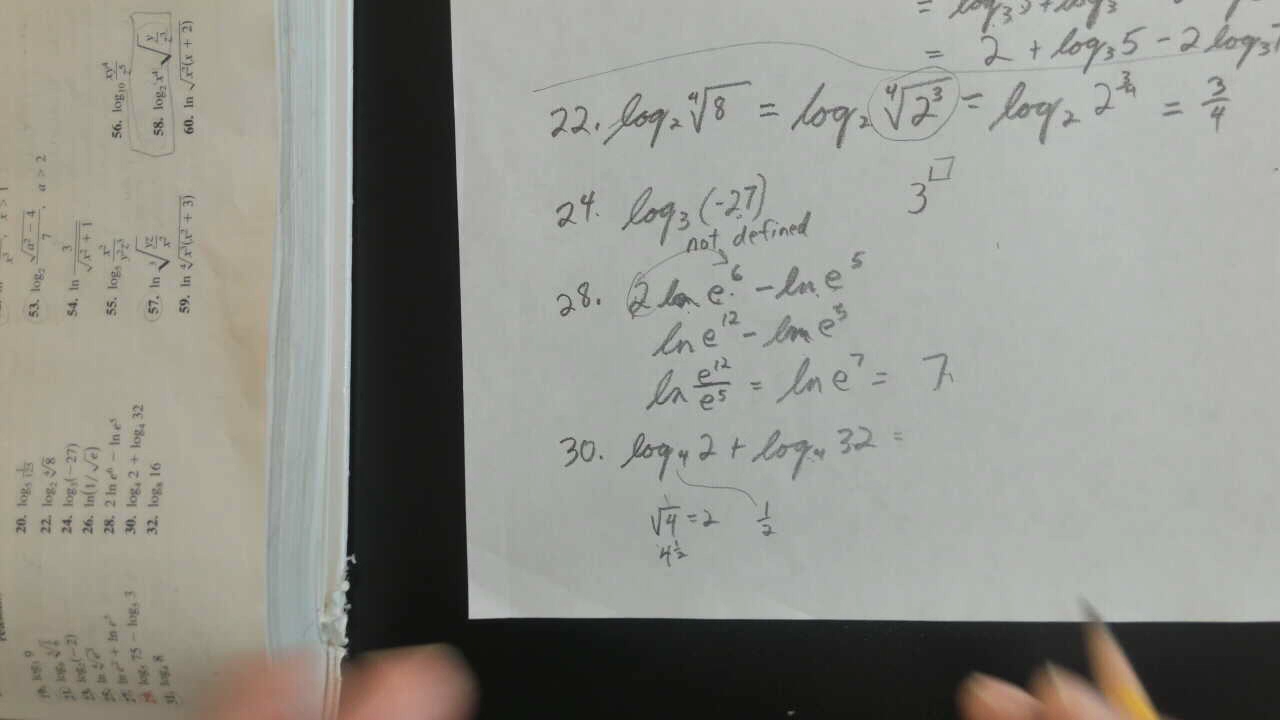 = 2 + log₃5 - 2 log₃
22. log₂ ⁴√8 = log₂ ⁴√2³ = log₂ 2^(3/4) = 3/4
24. log₃ (-27) 3^□
not defined
28. 2 ln e⁶ - ln e⁵
ln e¹² - ln e⁵
ln e¹²/e⁵ = ln e⁷ = 7
30. log₄ 2 + log₄ 32 =
√4 = 2 1/2
4^(1/2)
56. log₁₀ xy⁴/z⁵
58. log₂ x⁴ √(y/z³)
60. ln √(x²(x + 2))
53. log₂ √(a² - 4)/7, a > 2
54. ln 3/√(x² + 1)
55. log₅ x²/(y²z³)
57. ln ³√(yz/x²)
59. ln ⁴√(x³(x² + 3))
20. log₅ 1/125
22. log₂ ⁴√8
24. log₃(-27)
26. ln(1/√e)
28. 2 ln e⁶ - ln e⁵
30. log₄ 2 + log₄ 32
32. log₈ 16
29. log₅ 75 - log₅ 3